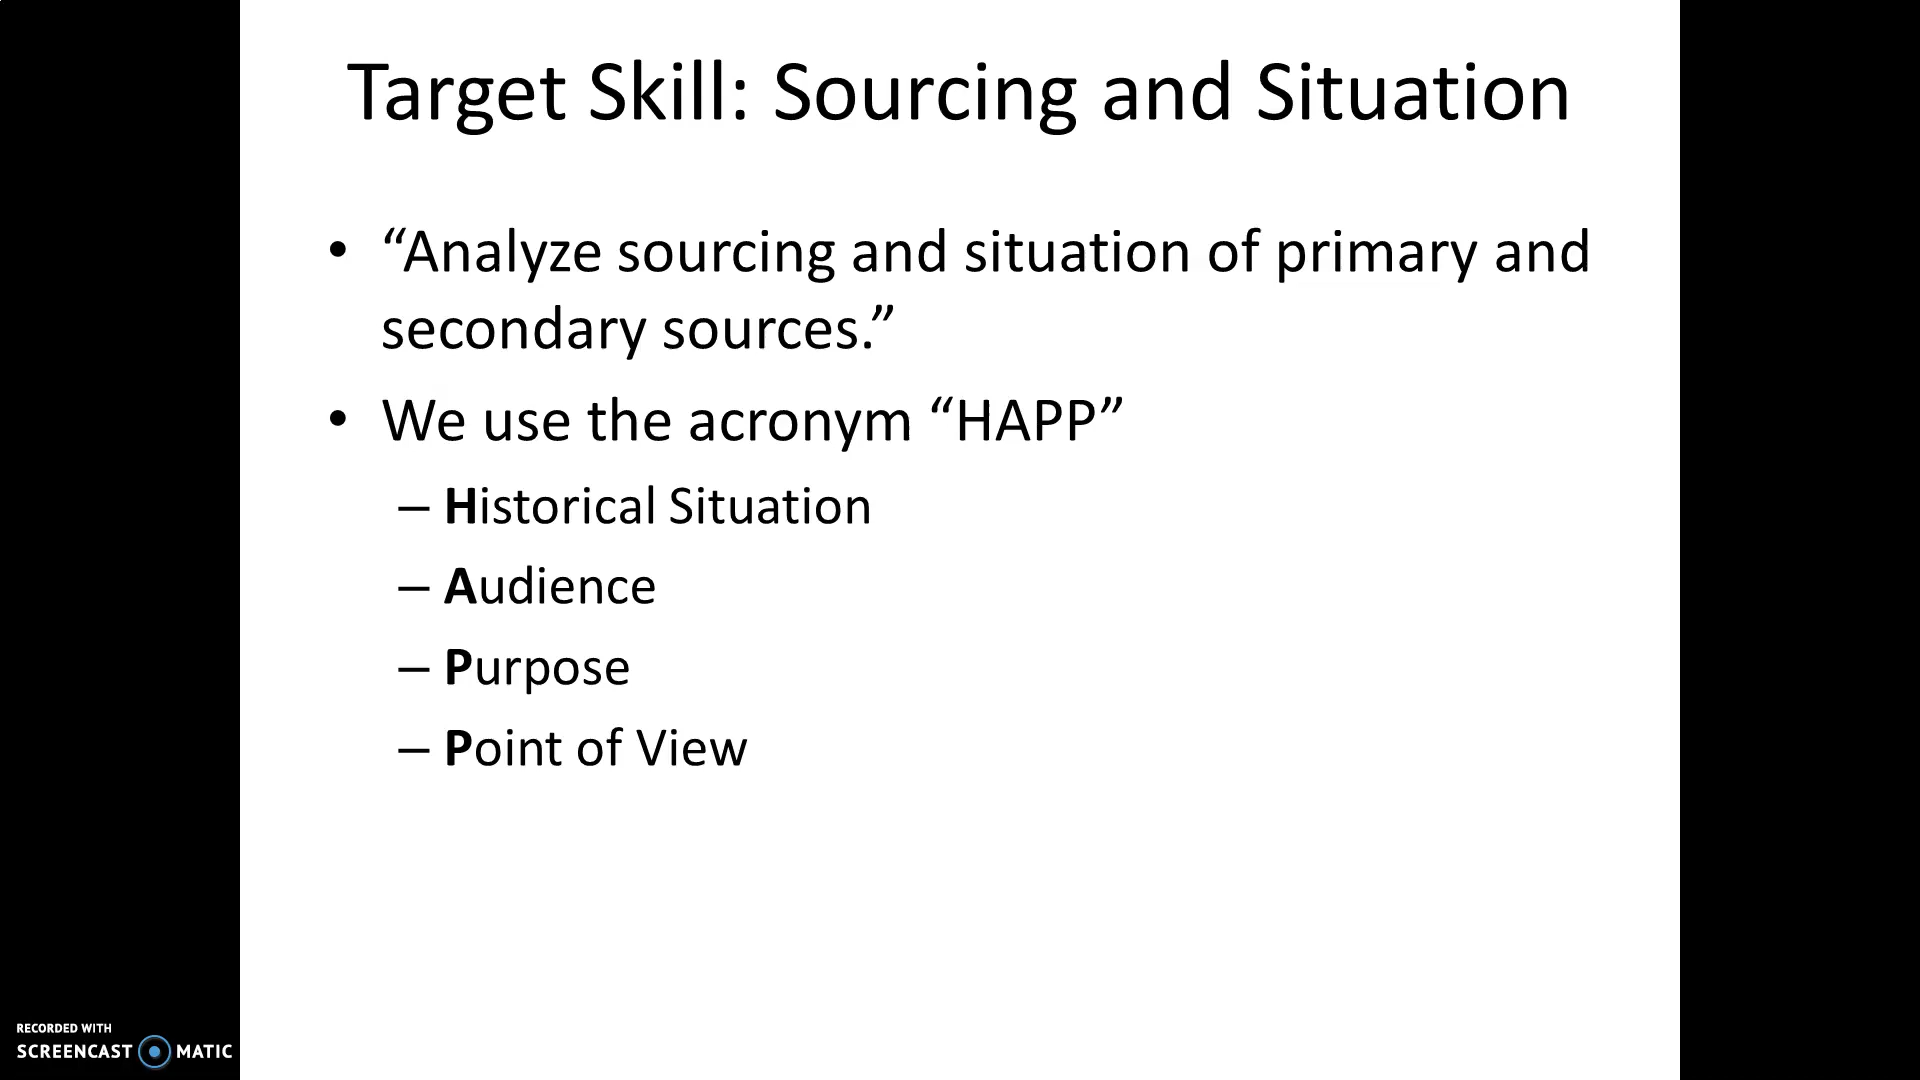 Target Skill: Sourcing and Situation
• “Analyze sourcing and situation of primary and
secondary sources.”
• We use the acronym “HAPP”
– Historical Situation
– Audience
– Purpose
– Point of View
RECORDED WITH
SCREENCAST MATIC